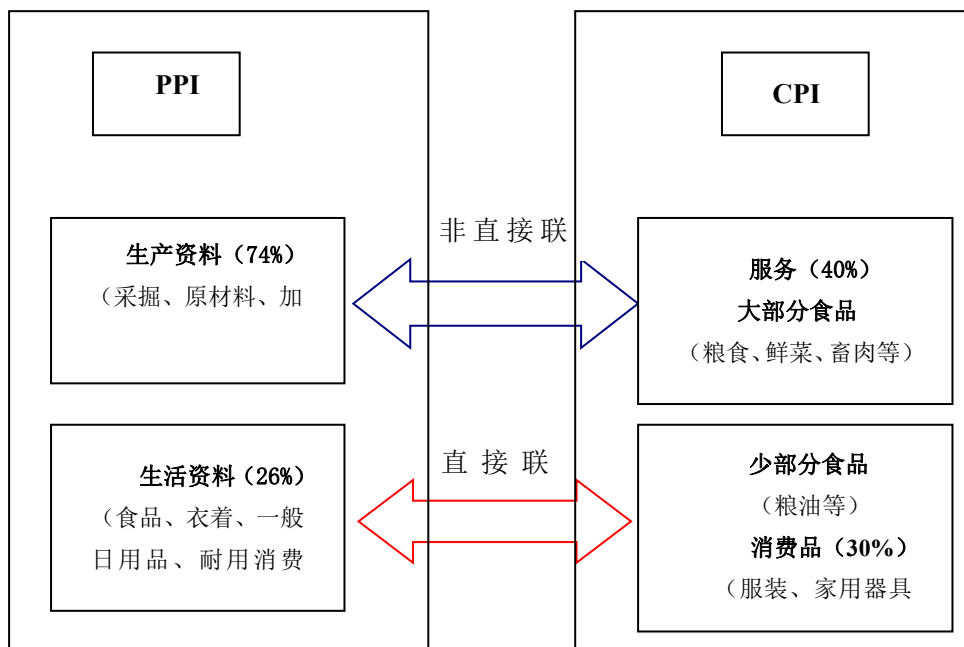 PPI
生产资料（74%）
（采掘、原材料、加
生活资料（26%）
（食品、衣着、一般
日用品、耐用消费
非直接联
直接联
CPI
服务（40%）
大部分食品
（粮食、鲜菜、畜肉等）
少部分食品
（粮油等）
消费品（30%）
（服装、家用器具